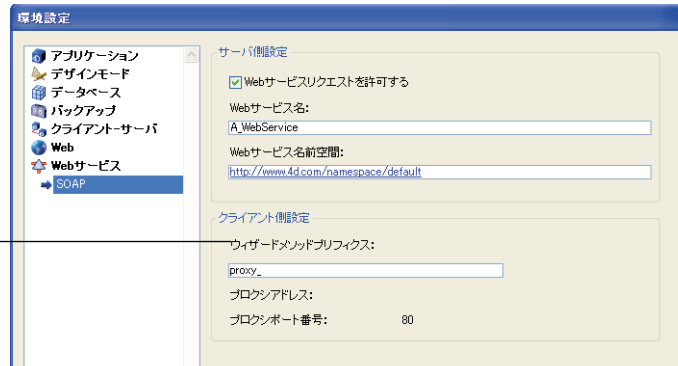 環境設定
アプリケーション
デザインモード
データベース
バックアップ
クライアント-サーバ
Web
Webサービス
SOAP
サーバ側設定
Webサービスリクエストを許可する
Webサービス名:
A_WebService
Webサービス名前空間:
http://www.4d.com/namespace/default
クライアント側設定
ウィザードメソッドプリフィクス:
proxy_
プロクシアドレス:
プロクシポート番号: 80